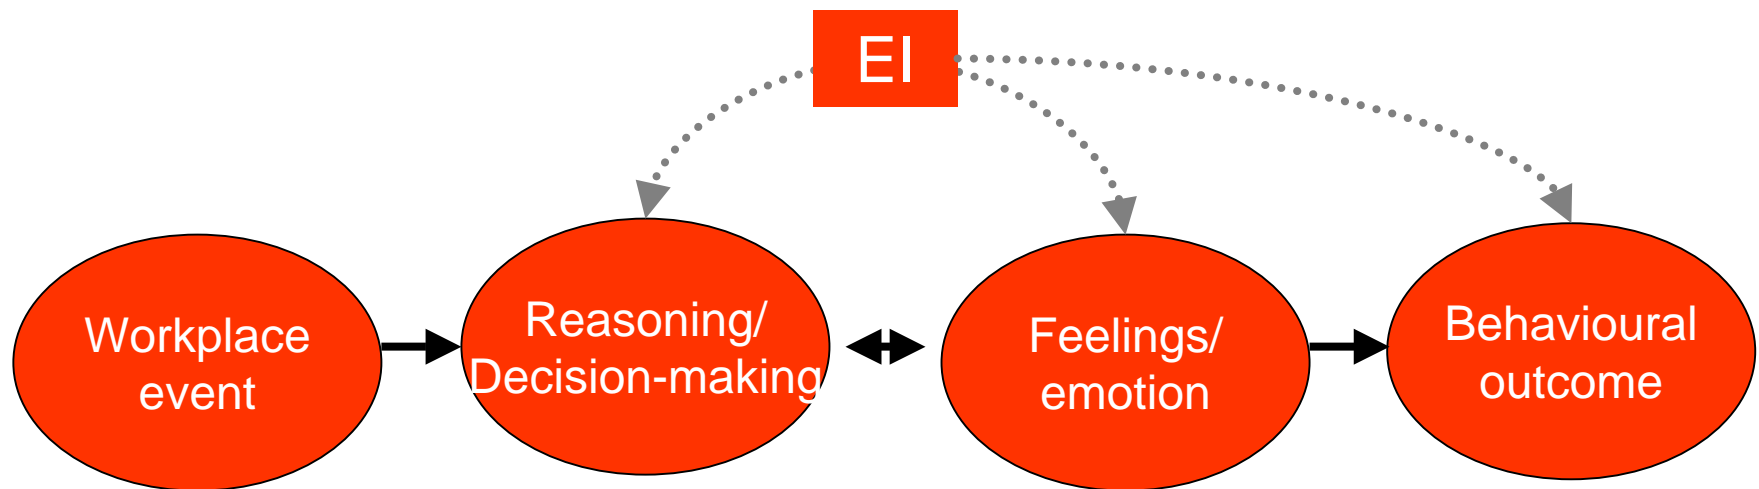 EI
Workplace
event
Reasoning/
Decision-making
Feelings/
emotion
Behavioural
outcome